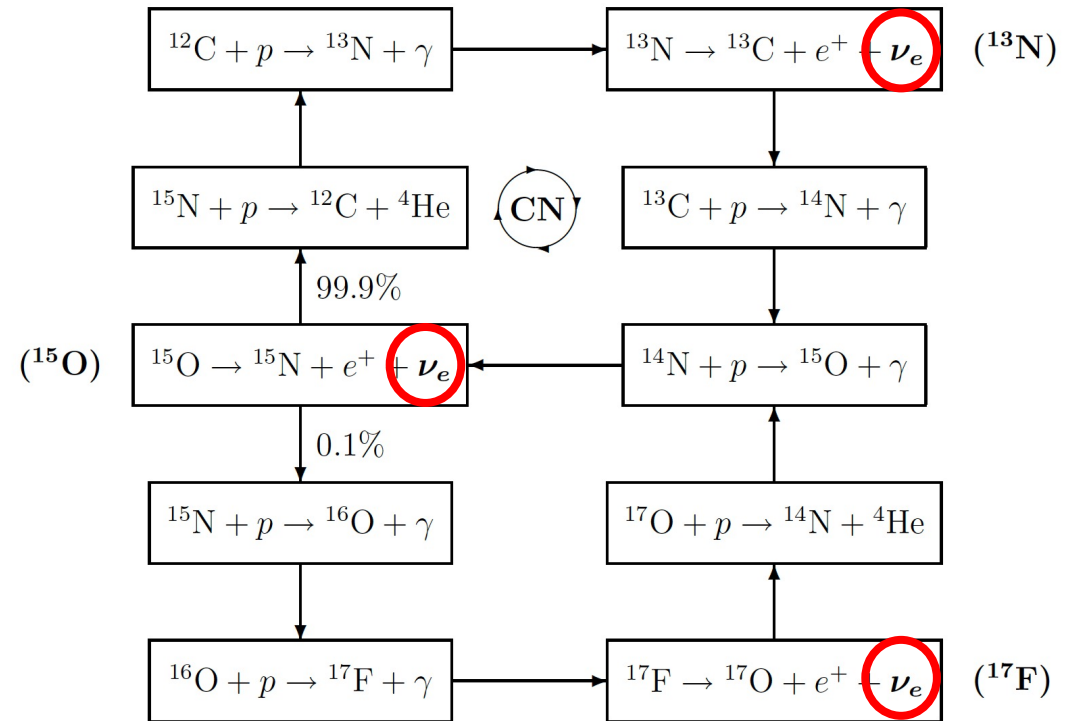 ¹²C + p → ¹³N + γ
¹³N → ¹³C + e⁺ + νₑ (¹³N)
¹⁵N + p → ¹²C + ⁴He
CN
¹³C + p → ¹⁴N + γ
99.9%
(¹⁵O) ¹⁵O → ¹⁵N + e⁺ + νₑ
¹⁴N + p → ¹⁵O + γ
0.1%
¹⁵N + p → ¹⁶O + γ
¹⁷O + p → ¹⁴N + ⁴He
¹⁶O + p → ¹⁷F + γ
¹⁷F → ¹⁷O + e⁺ + νₑ (¹⁷F)